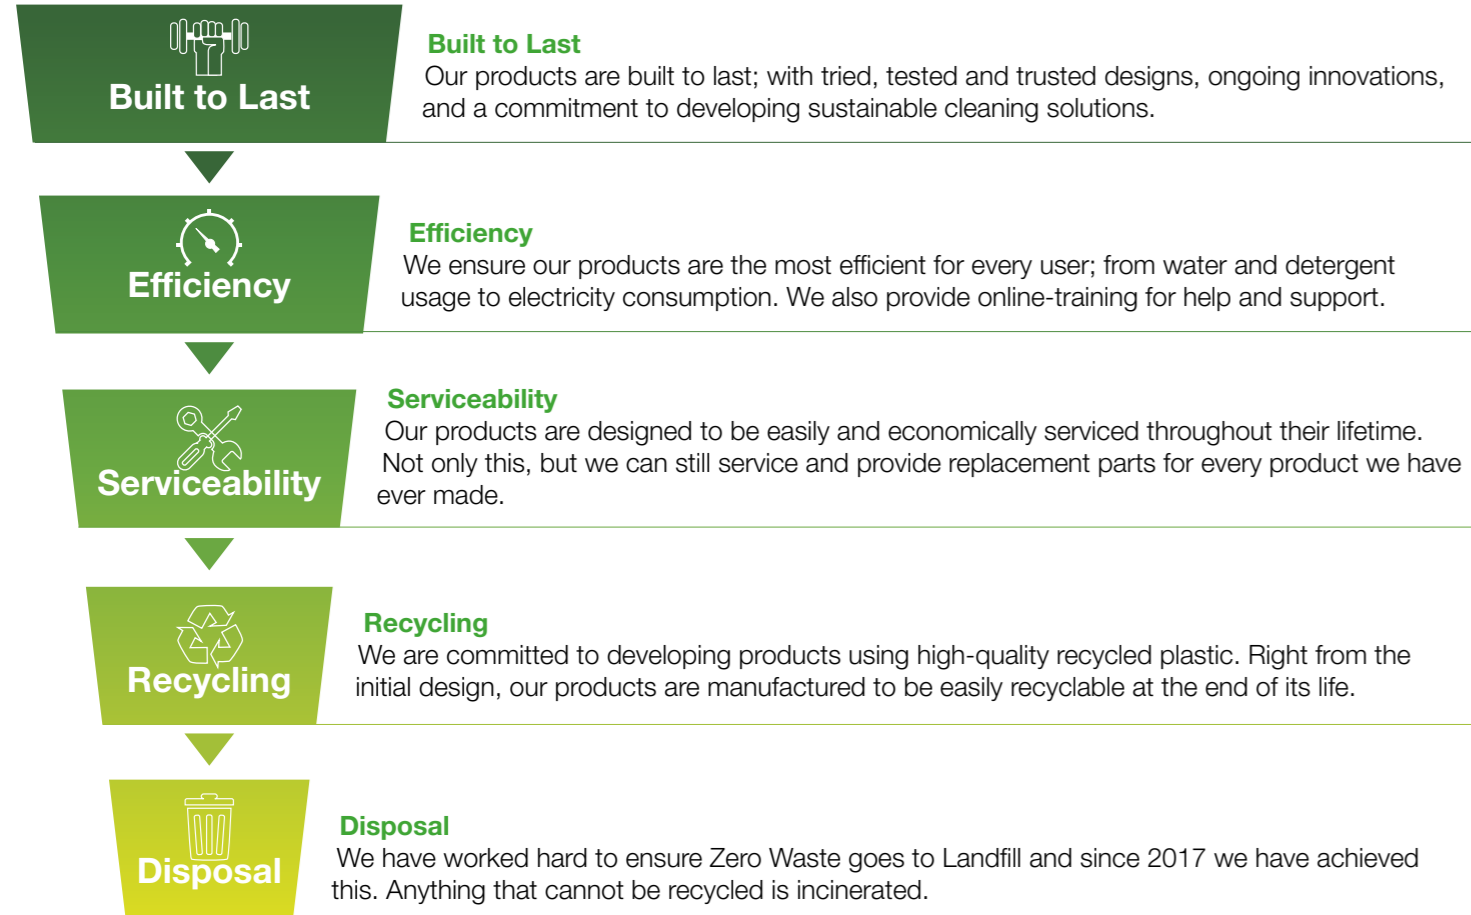 Built to Last
Built to Last
Our products are built to last; with tried, tested and trusted designs, ongoing innovations,
and a commitment to developing sustainable cleaning solutions.
Efficiency
Efficiency
We ensure our products are the most efficient for every user; from water and detergent
usage to electricity consumption. We also provide online-training for help and support.
Serviceability
Serviceability
Our products are designed to be easily and economically serviced throughout their lifetime.
Not only this, but we can still service and provide replacement parts for every product we have
ever made.
Recycling
Recycling
We are committed to developing products using high-quality recycled plastic. Right from the
initial design, our products are manufactured to be easily recyclable at the end of its life.
Disposal
Disposal
We have worked hard to ensure Zero Waste goes to Landfill and since 2017 we have achieved
this. Anything that cannot be recycled is incinerated.